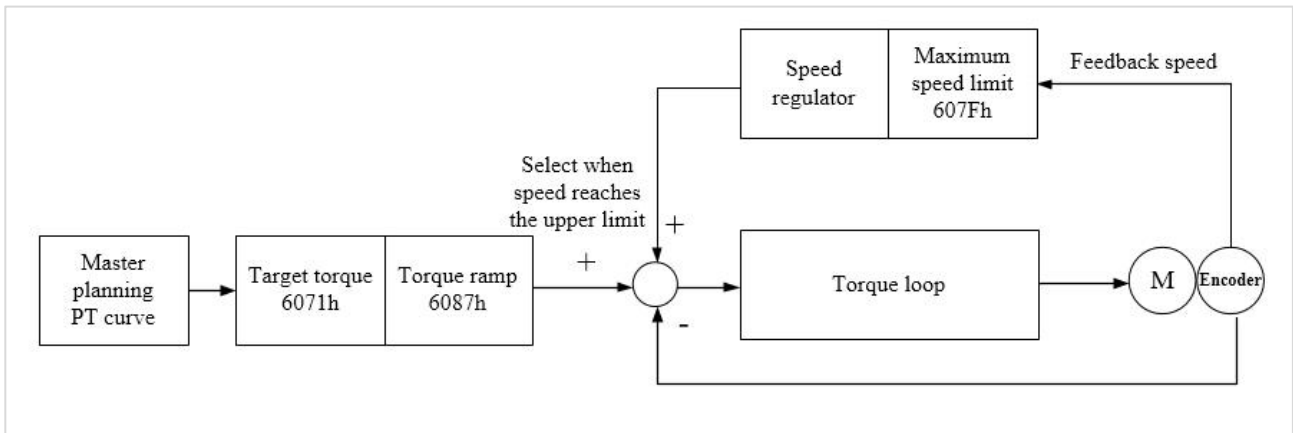 Speed
regulator
Maximum
speed limit
607Fh
Feedback speed
Select when
speed reaches
the upper limit
+
+
-
Master
planning
PT curve
Target torque
6071h
Torque ramp
6087h
Torque loop
M
Encoder